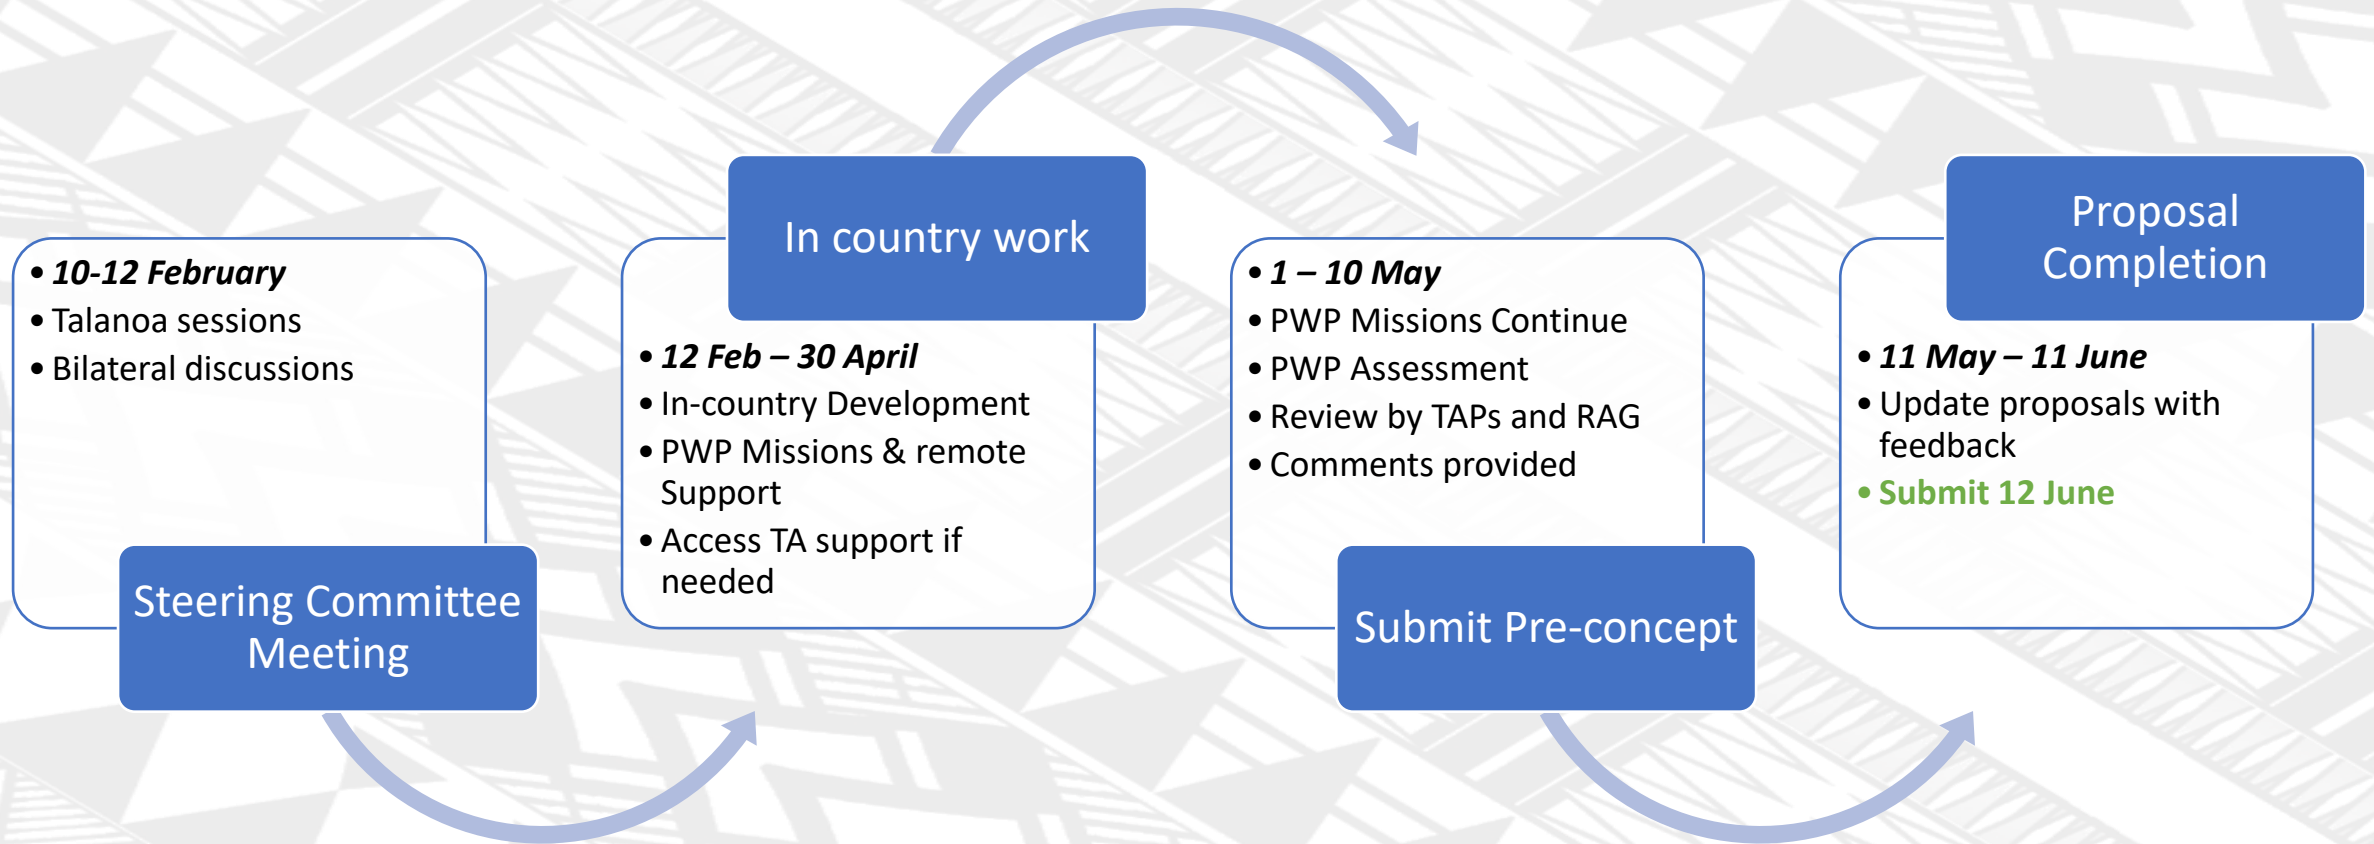 • 10-12 February
• Talanoa sessions
• Bilateral discussions
Steering Committee
Meeting
In country work
• 12 Feb – 30 April
• In-country Development
• PWP Missions & remote
Support
• Access TA support if
needed
• 1 – 10 May
• PWP Missions Continue
• PWP Assessment
• Review by TAPs and RAG
• Comments provided
Submit Pre-concept
Proposal
Completion
• 11 May – 11 June
• Update proposals with
feedback
• Submit 12 June